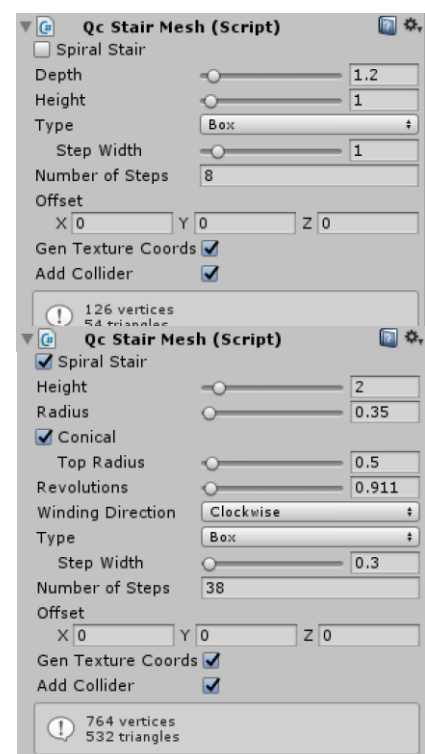 Qc Stair Mesh (Script)
Spiral Stair
Depth 1.2
Height 1
Type Box
Step Width 1
Number of Steps 8
Offset
X 0 Y 0 Z 0
Gen Texture Coords
Add Collider
126 vertices
54 triangles
Qc Stair Mesh (Script)
Spiral Stair
Height 2
Radius 0.35
Conical
Top Radius 0.5
Revolutions 0.911
Winding Direction Clockwise
Type Box
Step Width 0.3
Number of Steps 38
Offset
X 0 Y 0 Z 0
Gen Texture Coords
Add Collider
764 vertices
532 triangles